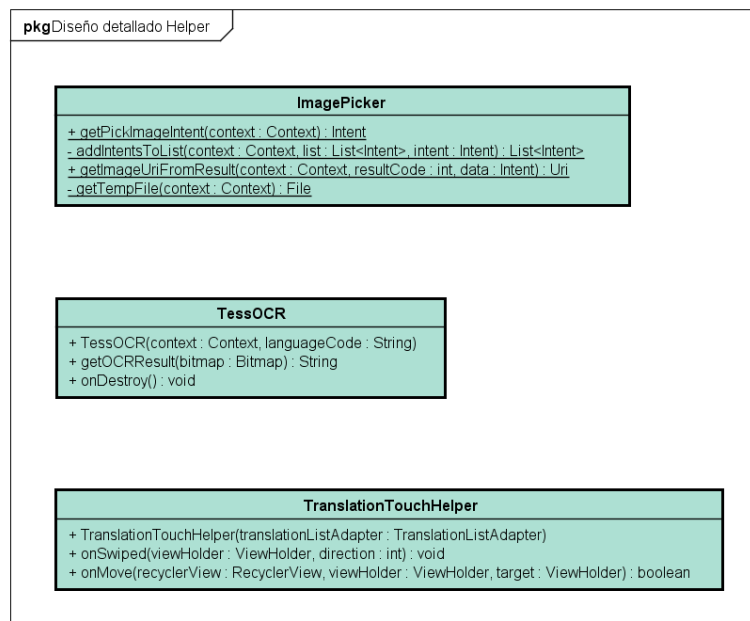 pkgDiseño detallado Helper
ImagePicker
+ getPickImageIntent(context : Context) : Intent
- addIntentsToList(context : Context, list : List<Intent>, intent : Intent) : List<Intent>
+ getImageUriFromResult(context : Context, resultCode : int, data : Intent) : Uri
- getTempFile(context : Context) : File
TessOCR
+ TessOCR(context : Context, languageCode : String)
+ getOCRResult(bitmap : Bitmap) : String
+ onDestroy() : void
TranslationTouchHelper
+ TranslationTouchHelper(translationListAdapter : TranslationListAdapter)
+ onSwiped(viewHolder : ViewHolder, direction : int) : void
+ onMove(recyclerView : RecyclerView, viewHolder : ViewHolder, target : ViewHolder) : boolean